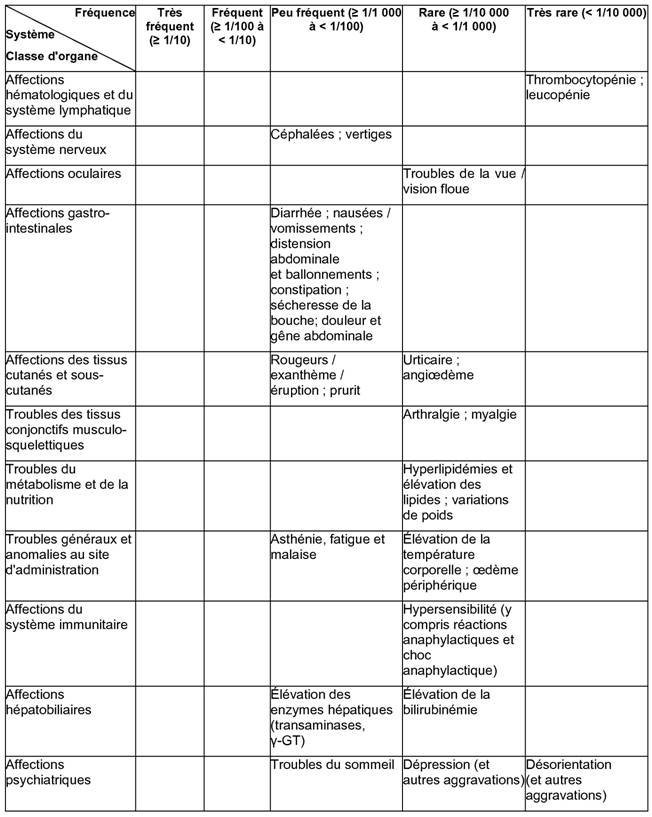 Fréquence
Système
Classe d'organe
Très
fréquent
(≥ 1/10)
Fréquent
(≥ 1/100 à
< 1/10)
Peu fréquent (≥ 1/1 000
à < 1/100)
Rare (≥ 1/10 000
à < 1/1 000)
Très rare (< 1/10 000)
Affections
hématologiques et du
système lymphatique
Thrombocytopénie ;
leucopénie
Affections du
système nerveux
Céphalées ; vertiges
Affections oculaires
Troubles de la vue /
vision floue
Affections gastro-
intestinales
Diarrhée ; nausées /
vomissements ;
distension
abdominale
et ballonnements ;
constipation ;
sécheresse de la
bouche; douleur et
gêne abdominale
Affections des tissus
cutanés et sous-
cutanés
Rougeurs /
exanthème /
éruption ; prurit
Urticaire ;
angiœdème
Troubles des tissus
conjonctifs musculo-
squelettiques
Arthralgie ; myalgie
Troubles du
métabolisme et de la
nutrition
Hyperlipidémies et
élévation des
lipides ; variations
de poids
Troubles généraux et
anomalies au site
d'administration
Asthénie, fatigue et
malaise
Élévation de la
température
corporelle ; œdème
périphérique
Affections du
système immunitaire
Hypersensibilité (y
compris réactions
anaphylactiques et
choc
anaphylactique)
Affections
hépatobiliaires
Élévation des
enzymes hépatiques
(transaminases,
γ-GT)
Élévation de la
bilirubinémie
Affections
psychiatriques
Troubles du sommeil
Dépression (et
autres aggravations)
Désorientation
(et autres
aggravations)